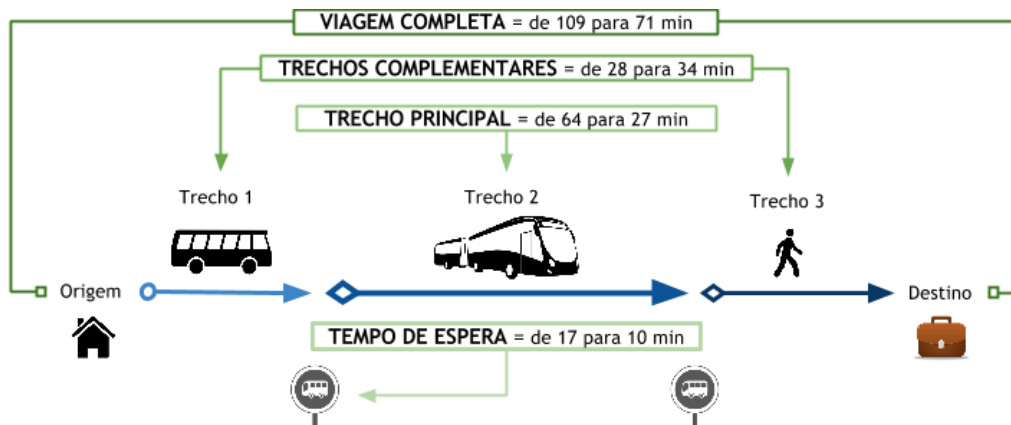 VIAGEM COMPLETA = de 109 para 71 min
TRECHOS COMPLEMENTARES = de 28 para 34 min
TRECHO PRINCIPAL = de 64 para 27 min
Trecho 1
Trecho 2
Trecho 3
Origem
Destino
TEMPO DE ESPERA = de 17 para 10 min